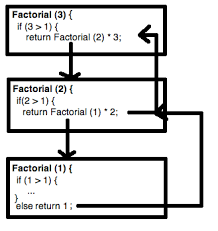 Factorial (3) {
if (3 > 1) {
return Factorial (2) * 3;
Factorial (2) {
if(2 > 1) {
return Factorial (1) * 2;
Factorial (1) {
if (1 > 1) {
...
}
else return 1 ;